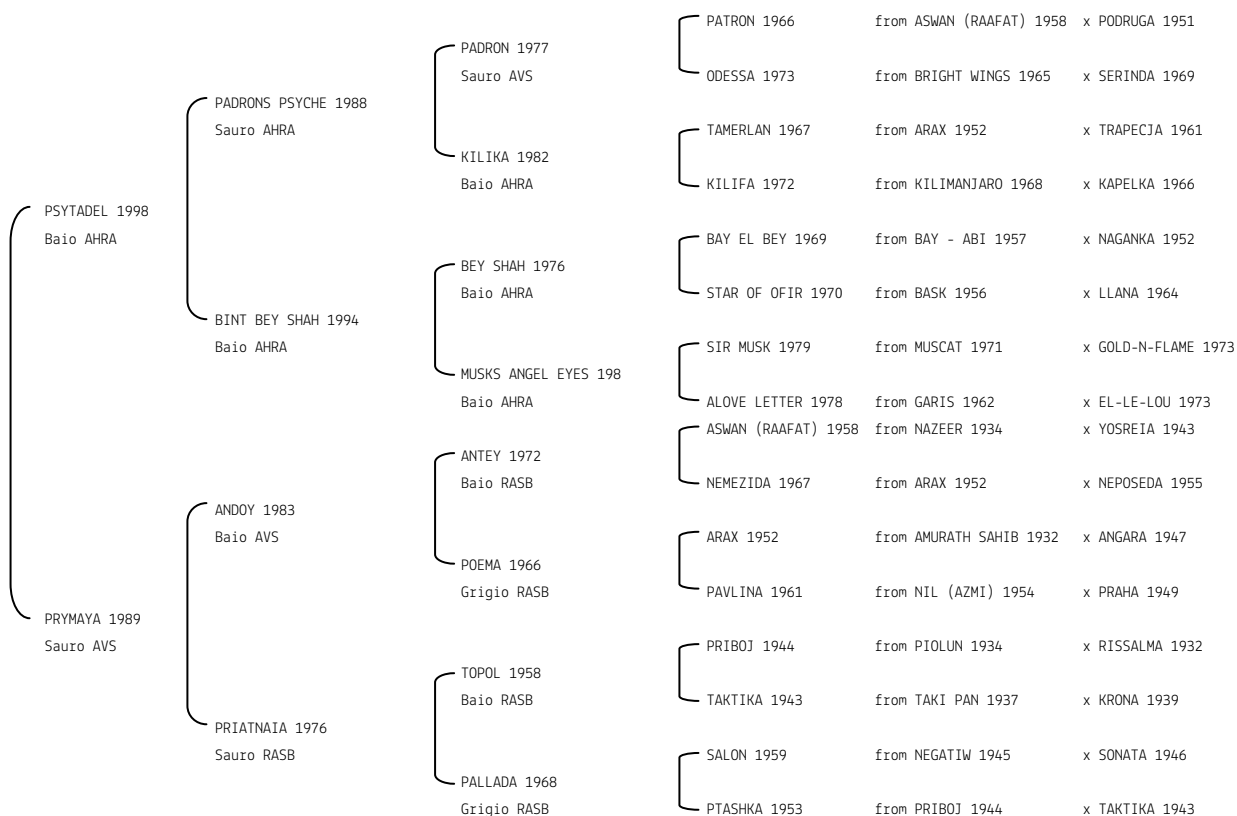 PATRON 1966 from ASWAN (RAAFAT) 1958 x PODRUGA 1951
PADRON 1977
Sauro AVS ODESSA 1973 from BRIGHT WINGS 1965 x SERINDA 1969
PADRONS PSYCHE 1988
Sauro AHRA TAMERLAN 1967 from ARAX 1952 x TRAPECJA 1961
KILIKA 1982
Baio AHRA KILIFA 1972 from KILIMANJARO 1968 x KAPELKA 1966
PSYTADEL 1998
Baio AHRA BAY EL BEY 1969 from BAY - ABI 1957 x NAGANKA 1952
BEY SHAH 1976
Baio AHRA STAR OF OFIR 1970 from BASK 1956 x LLANA 1964
BINT BEY SHAH 1994
Baio AHRA SIR MUSK 1979 from MUSCAT 1971 x GOLD-N-FLAME 1973
MUSKS ANGEL EYES 198
Baio AHRA ALOVE LETTER 1978 from GARIS 1962 x EL-LE-LOU 1973
ASWAN (RAAFAT) 1958 from NAZEER 1934 x YOSREIA 1943
ANTEY 1972
Baio RASB NEMEZIDA 1967 from ARAX 1952 x NEPOSEDA 1955
ANDOY 1983
Baio AVS ARAX 1952 from AMURATH SAHIB 1932 x ANGARA 1947
POEMA 1966
Grigio RASB PAVLINA 1961 from NIL (AZMI) 1954 x PRAHA 1949
PRYMAYA 1989
Sauro AVS PRIBOJ 1944 from PIOLUN 1934 x RISSALMA 1932
TOPOL 1958
Baio RASB TAKTIKA 1943 from TAKI PAN 1937 x KRONA 1939
PRIATNAIA 1976
Sauro RASB SALON 1959 from NEGATIW 1945 x SONATA 1946
PALLADA 1968
Grigio RASB PTASHKA 1953 from PRIBOJ 1944 x TAKTIKA 1943